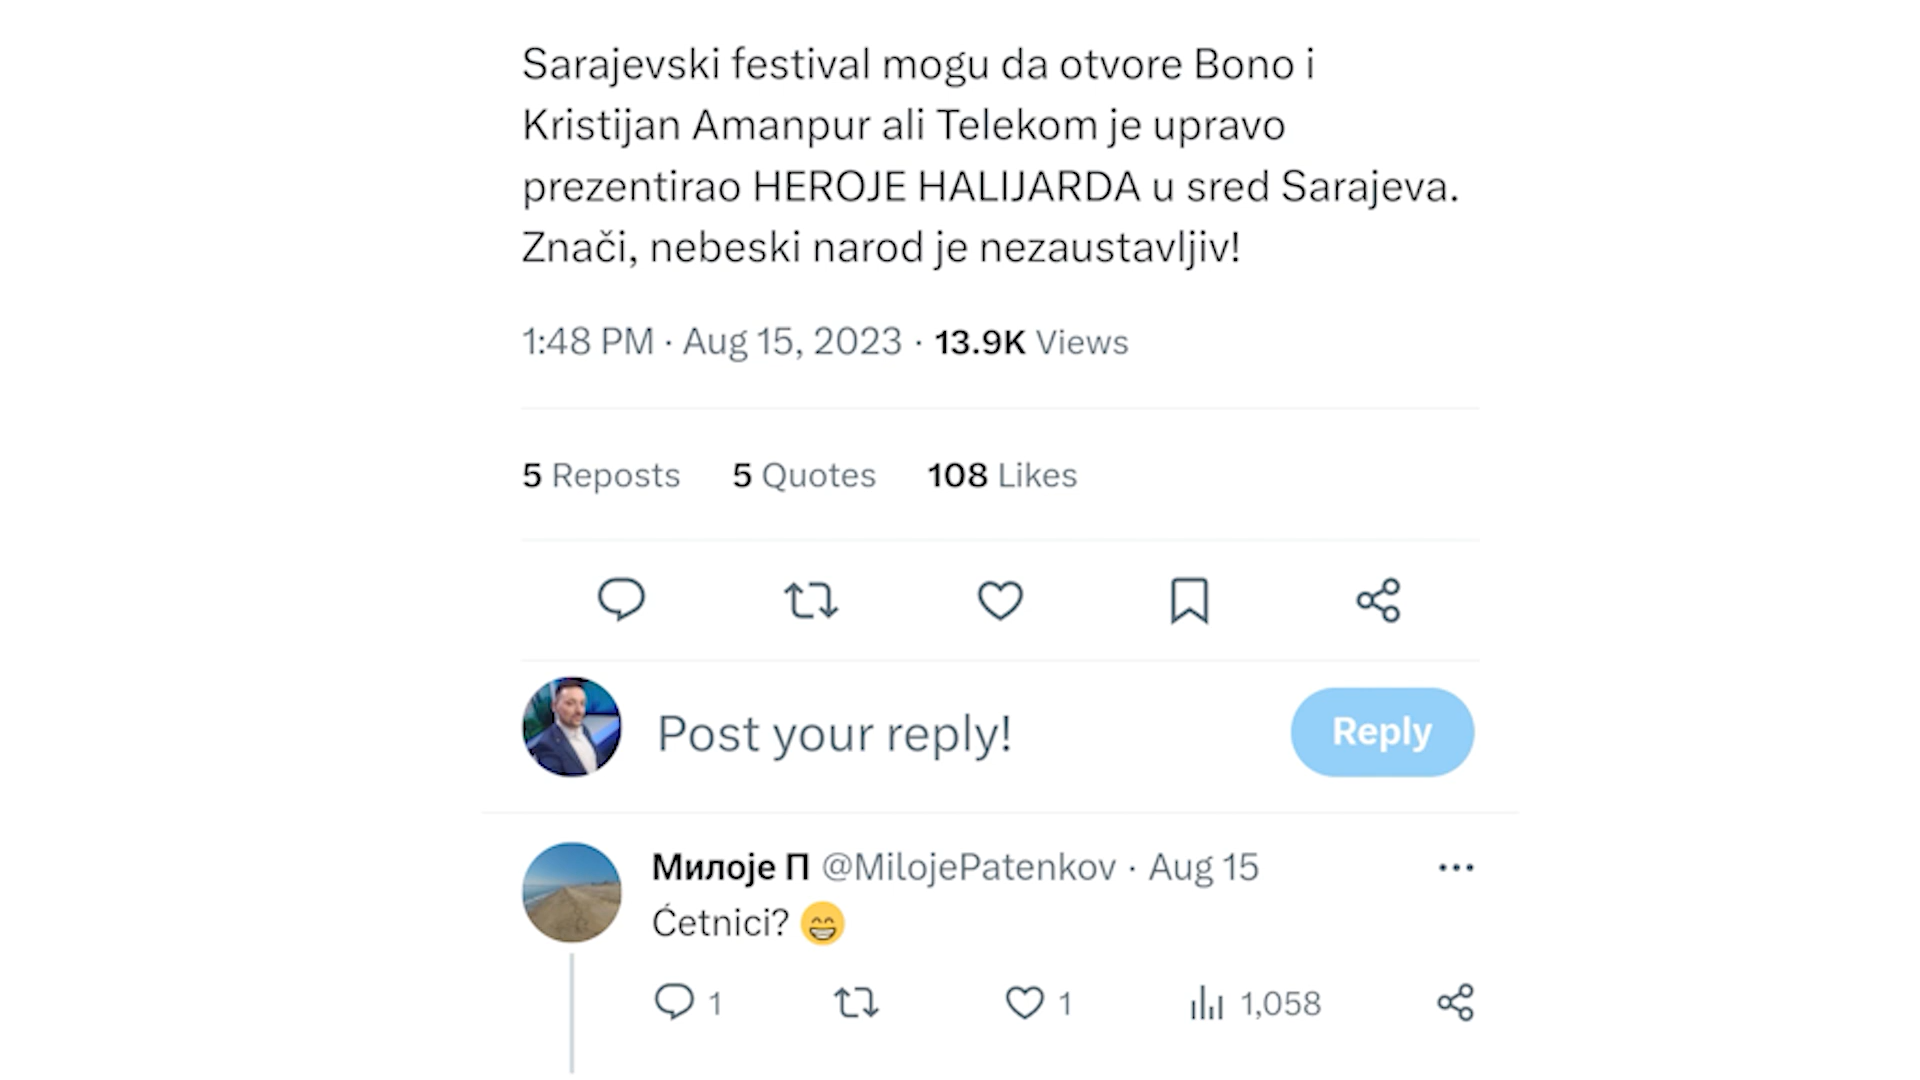 Sarajevski festival mogu da otvore Bono i
Kristijan Amanpur ali Telekom je upravo
prezentirao HEROJE HALIJARDA u sred Sarajeva.
Znači, nebeski narod je nezaustavljiv!
1:48 PM · Aug 15, 2023 · 13.9K Views
5 Reposts 5 Quotes 108 Likes
Post your reply! Reply
Милоје П @MilojePatenkov · Aug 15
Ćetnici? 😁
1 1 1,058